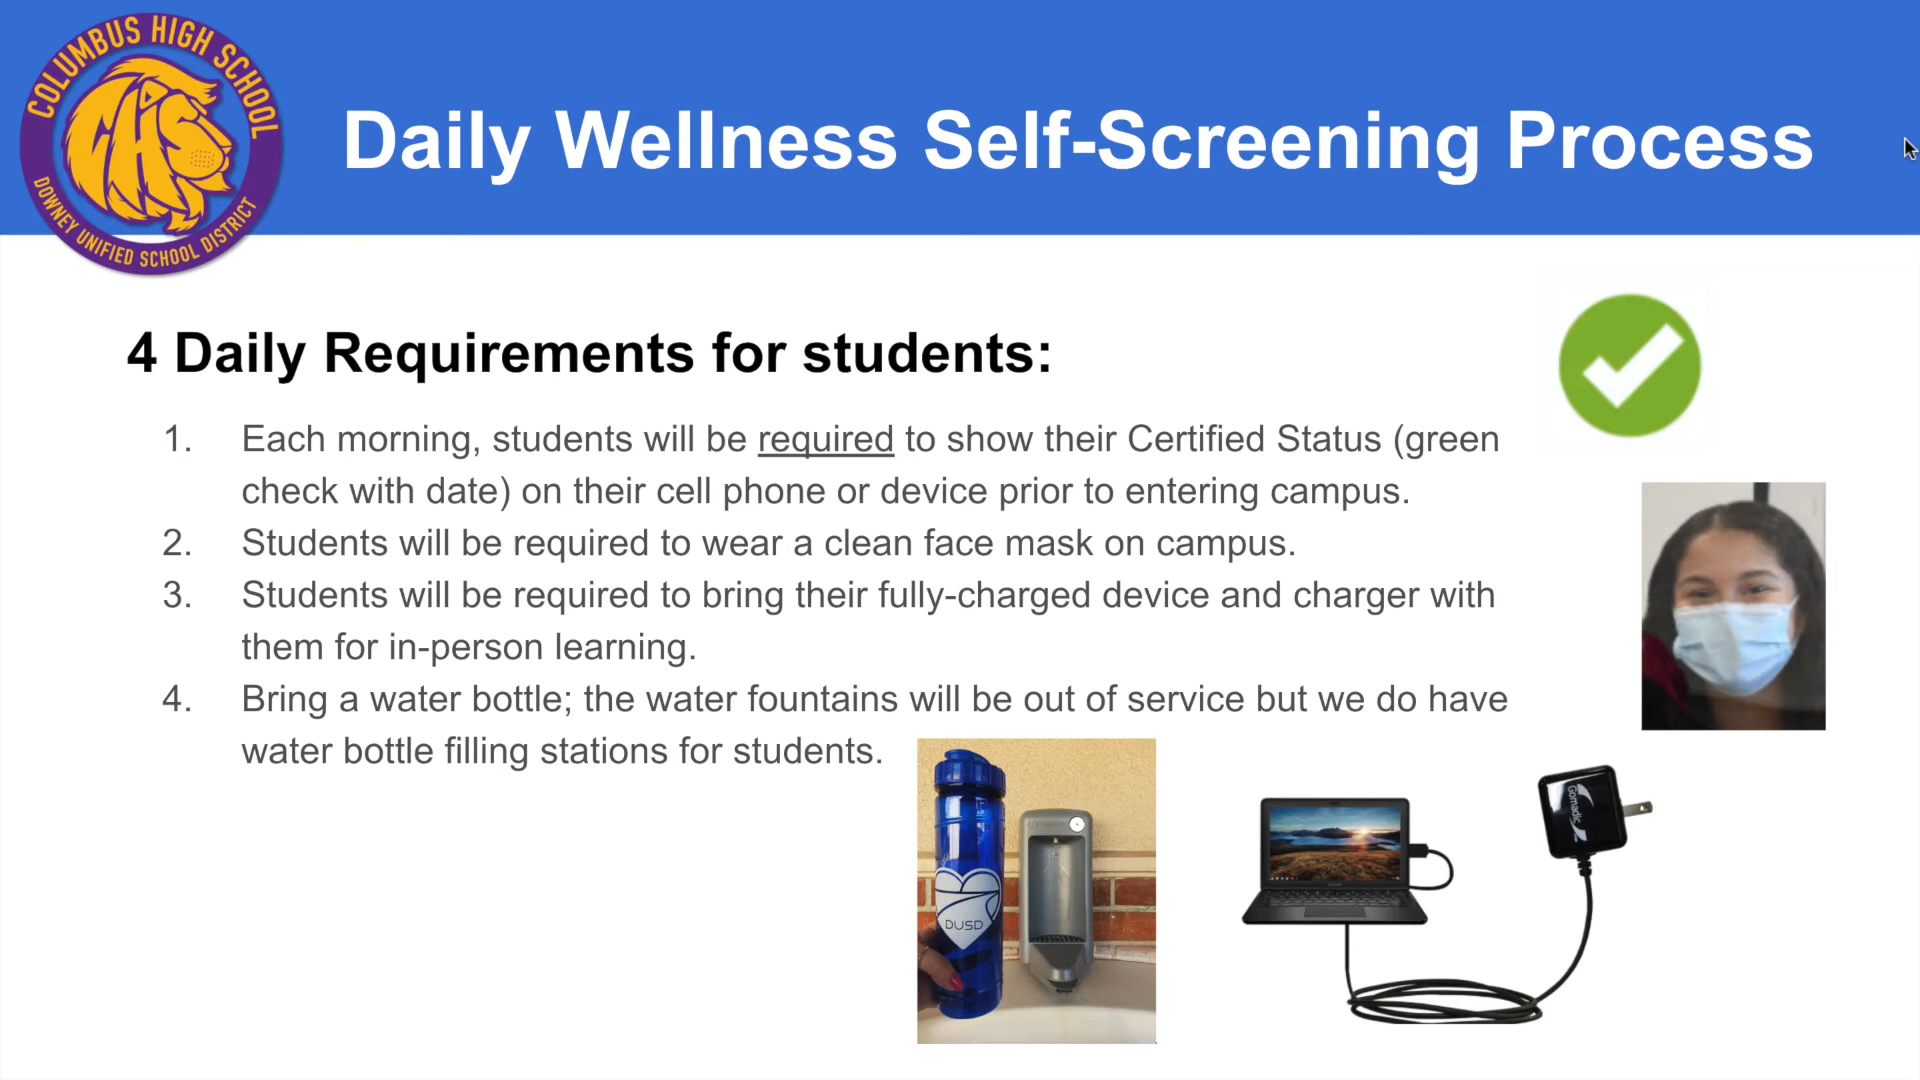 COLUMBUS HIGH SCHOOL
CHS
DOWNEY UNIFIED SCHOOL DISTRICT
Daily Wellness Self-Screening Process
4 Daily Requirements for students:
1. Each morning, students will be required to show their Certified Status (green
check with date) on their cell phone or device prior to entering campus.
2. Students will be required to wear a clean face mask on campus.
3. Students will be required to bring their fully-charged device and charger with
them for in-person learning.
4. Bring a water bottle; the water fountains will be out of service but we do have
water bottle filling stations for students.
DUSD
Gomadic